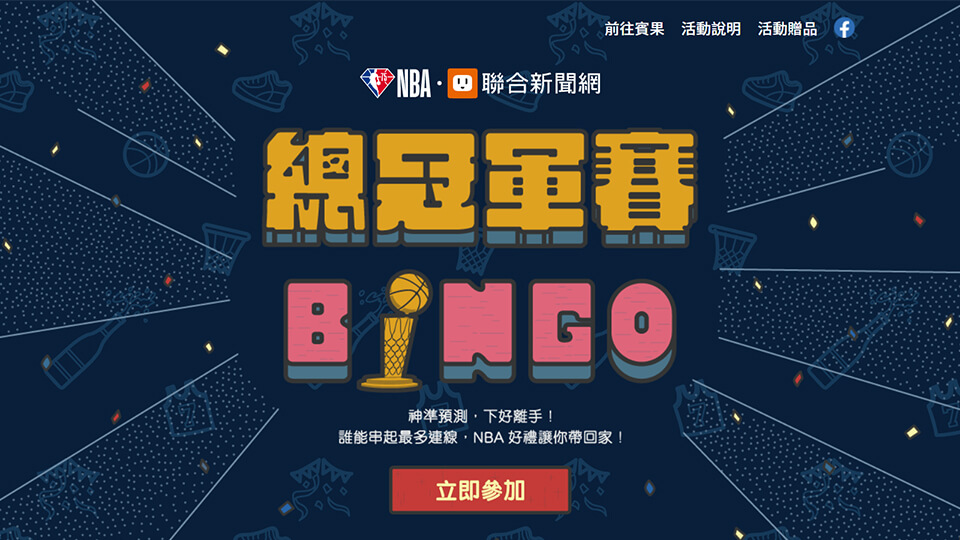 前往賓果 活動說明 活動贈品
75 NBA · 聯合新聞網
總冠軍賽
BINGO
神準預測，下好離手！
誰能串起最多連線，NBA 好禮讓你帶回家！
立即參加